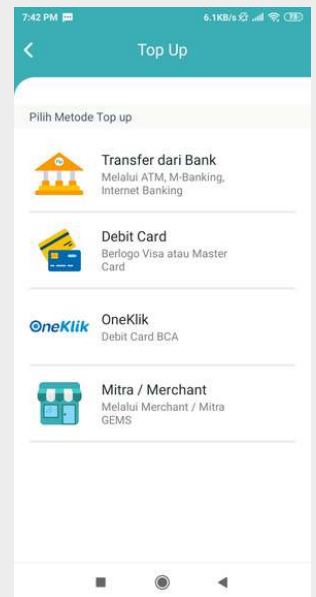 7:42 PM 6.1KB/s 78
Top Up
Pilih Metode Top up
Transfer dari Bank
Melalui ATM, M-Banking,
Internet Banking
Debit Card
Berlogo Visa atau Master
Card
OneKlik
OneKlik
Debit Card BCA
Mitra / Merchant
Melalui Merchant / Mitra
GEMS